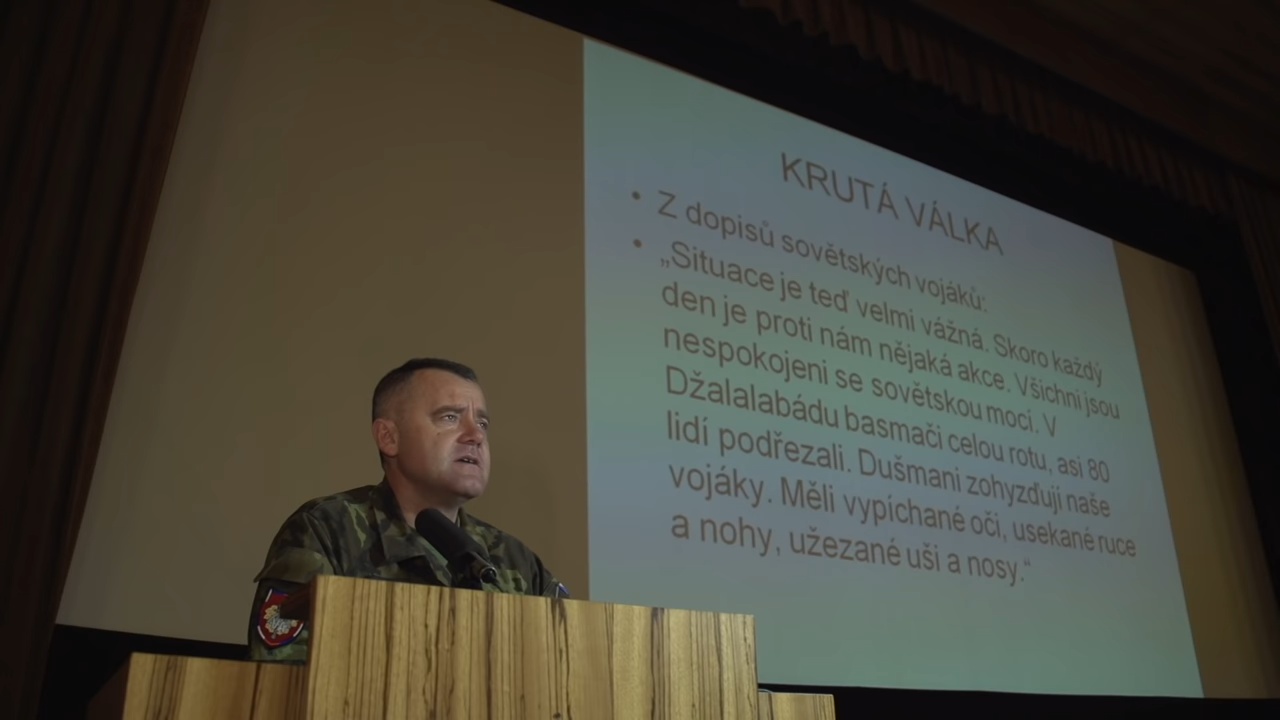 KRUTÁ VÁLKA
• Z dopisů sovětských vojáků:
• „Situace je teď velmi vážná. Skoro každý
den je proti nám nějaká akce. Všichni jsou
nespokojeni se sovětskou mocí. V
Džalalabádu basmači celou rotu, asi 80
lidí podřezali. Dušmani zohyzďují naše
vojáky. Měli vypíchané oči, usekané ruce
a nohy, užezané uši a nosy.“